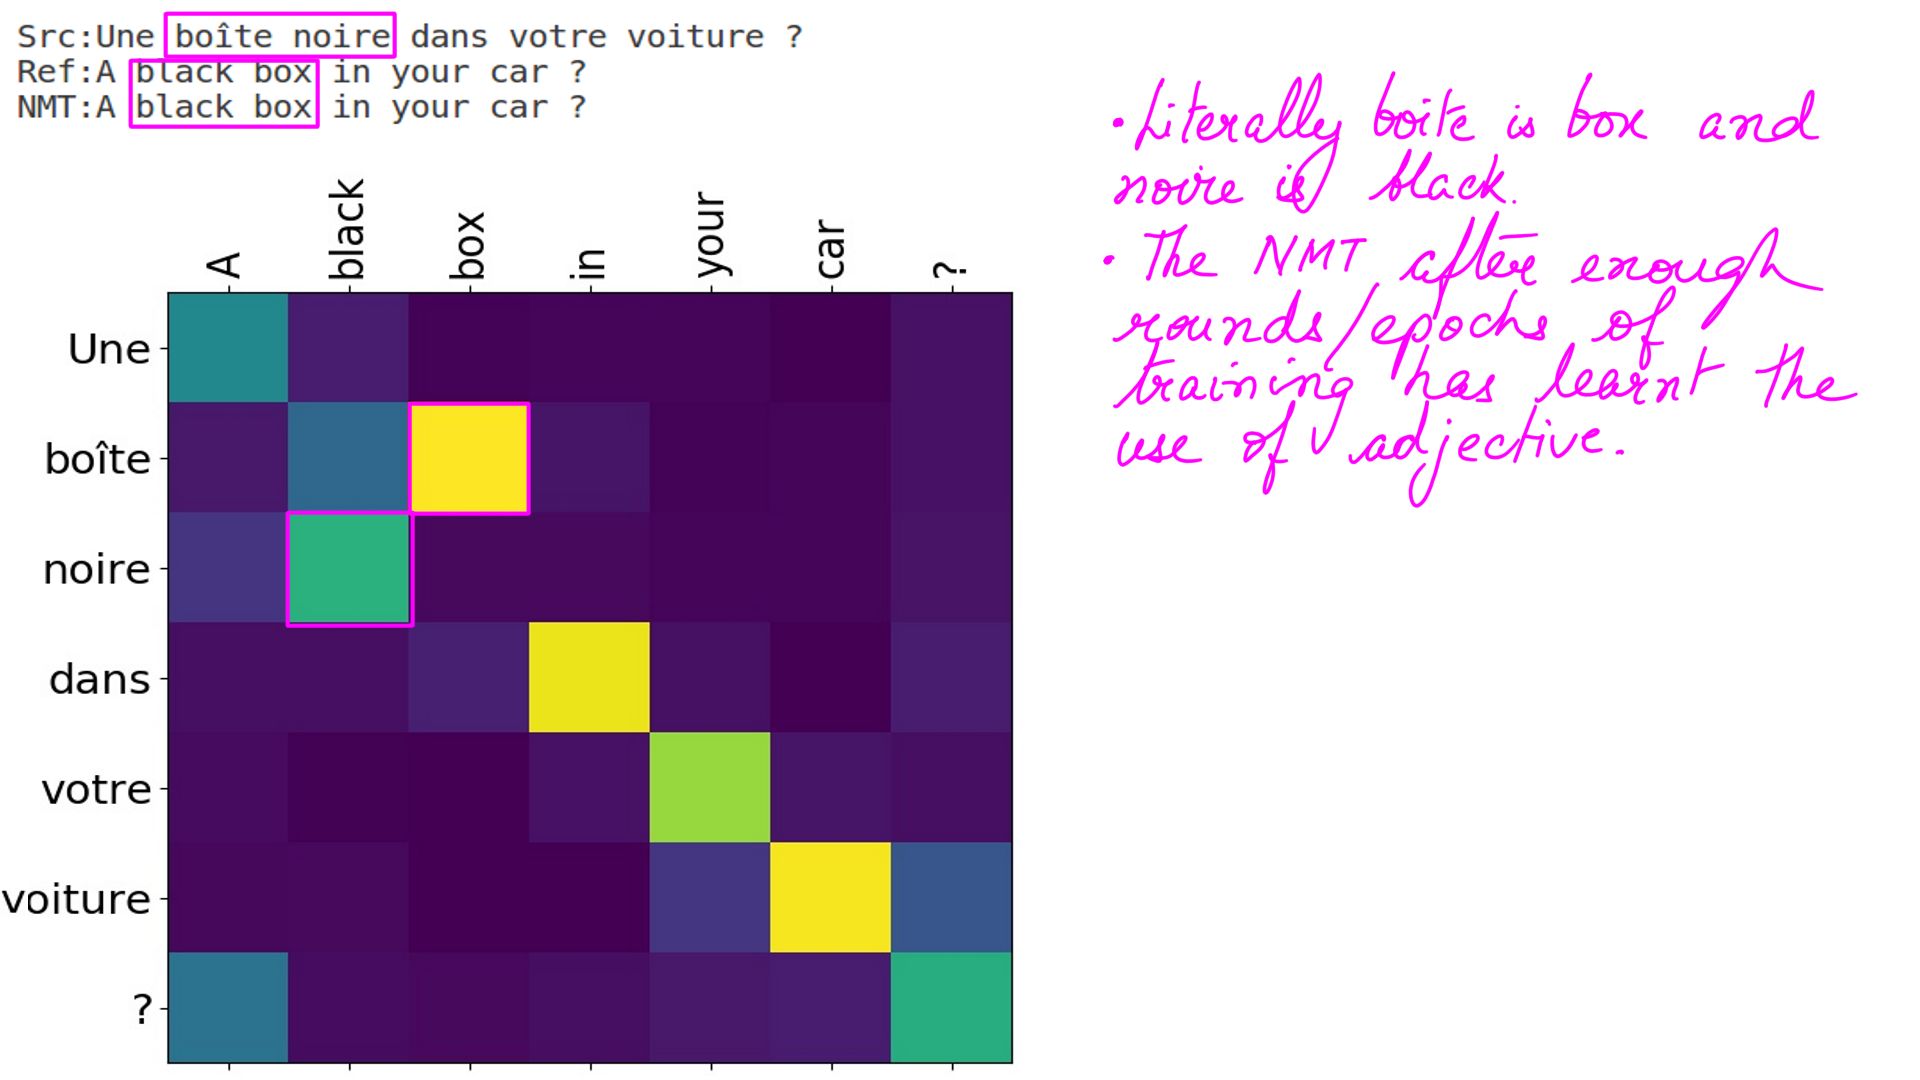 Src:Une boîte noire dans votre voiture ?
Ref:A black box in your car ?
NMT:A black box in your car ?
A black box in your car ?
Une
boîte
noire
dans
votre
voiture
?
•Literally boite is box and
noire is black.
•The NMT after enough
rounds/epochs of
training has learnt the
use of adjective.